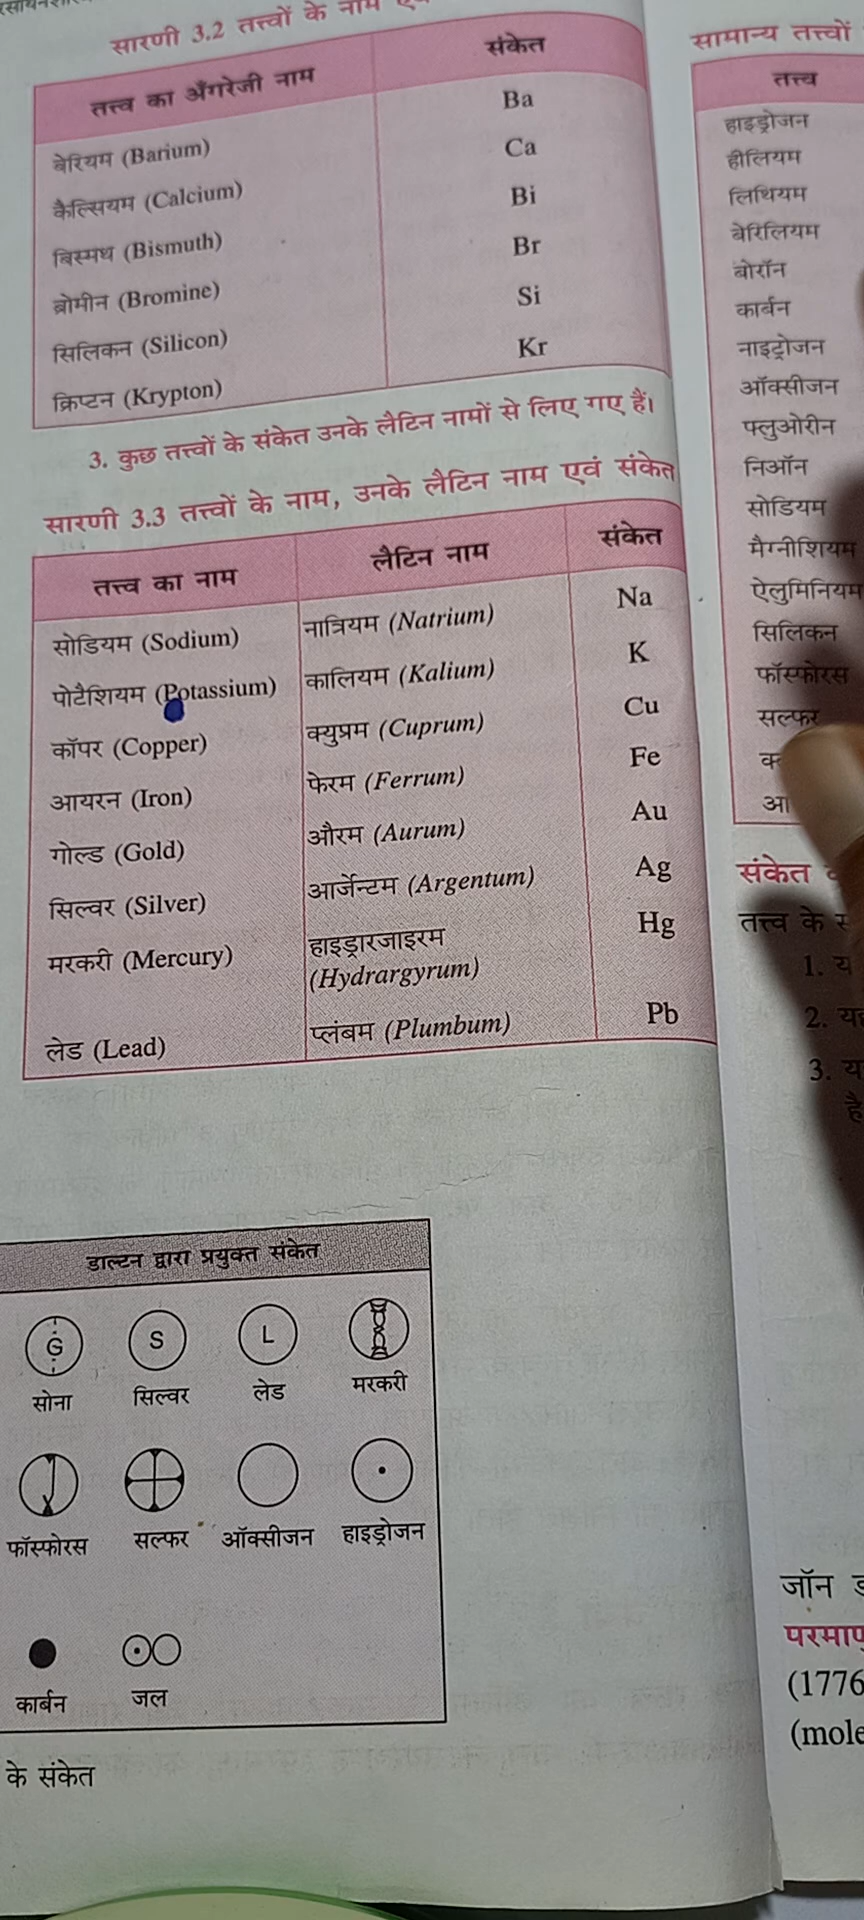 सारणी 3.2 तत्त्वों के नाम
तत्त्व का अँगरेजी नाम संकेत
बेरियम (Barium) Ba
कैल्सियम (Calcium) Ca
बिस्मथ (Bismuth) Bi
ब्रोमीन (Bromine) Br
सिलिकन (Silicon) Si
क्रिप्टन (Krypton) Kr
3. कुछ तत्त्वों के संकेत उनके लैटिन नामों से लिए गए हैं।
सारणी 3.3 तत्त्वों के नाम, उनके लैटिन नाम एवं संकेत
तत्त्व का नाम लैटिन नाम संकेत
सोडियम (Sodium) नात्रियम (Natrium) Na
पोटैशियम (Potassium) कालियम (Kalium) K
कॉपर (Copper) क्युप्रम (Cuprum) Cu
आयरन (Iron) फेरम (Ferrum) Fe
गोल्ड (Gold) औरम (Aurum) Au
सिल्वर (Silver) आर्जेन्टम (Argentum) Ag
मरकरी (Mercury) हाइड्रारजाइरम Hg
(Hydrargyrum)
लेड (Lead) प्लंबम (Plumbum) Pb
डाल्टन द्वारा प्रयुक्त संकेत
G S L
सोना सिल्वर लेड मरकरी
फॉस्फोरस सल्फर ऑक्सीजन हाइड्रोजन
कार्बन जल
के संकेत
सामान्य तत्त्वों
तत्त्व
हाइड्रोजन
हीलियम
लिथियम
बेरिलियम
बोरॉन
कार्बन
नाइट्रोजन
ऑक्सीजन
फ्लुओरीन
निऑन
सोडियम
मैग्नीशियम
ऐलुमिनियम
सिलिकन
फॉस्फोरस
सल्फर
संकेत
तत्त्व के
1.
2.
3.
है
जॉन
(1776